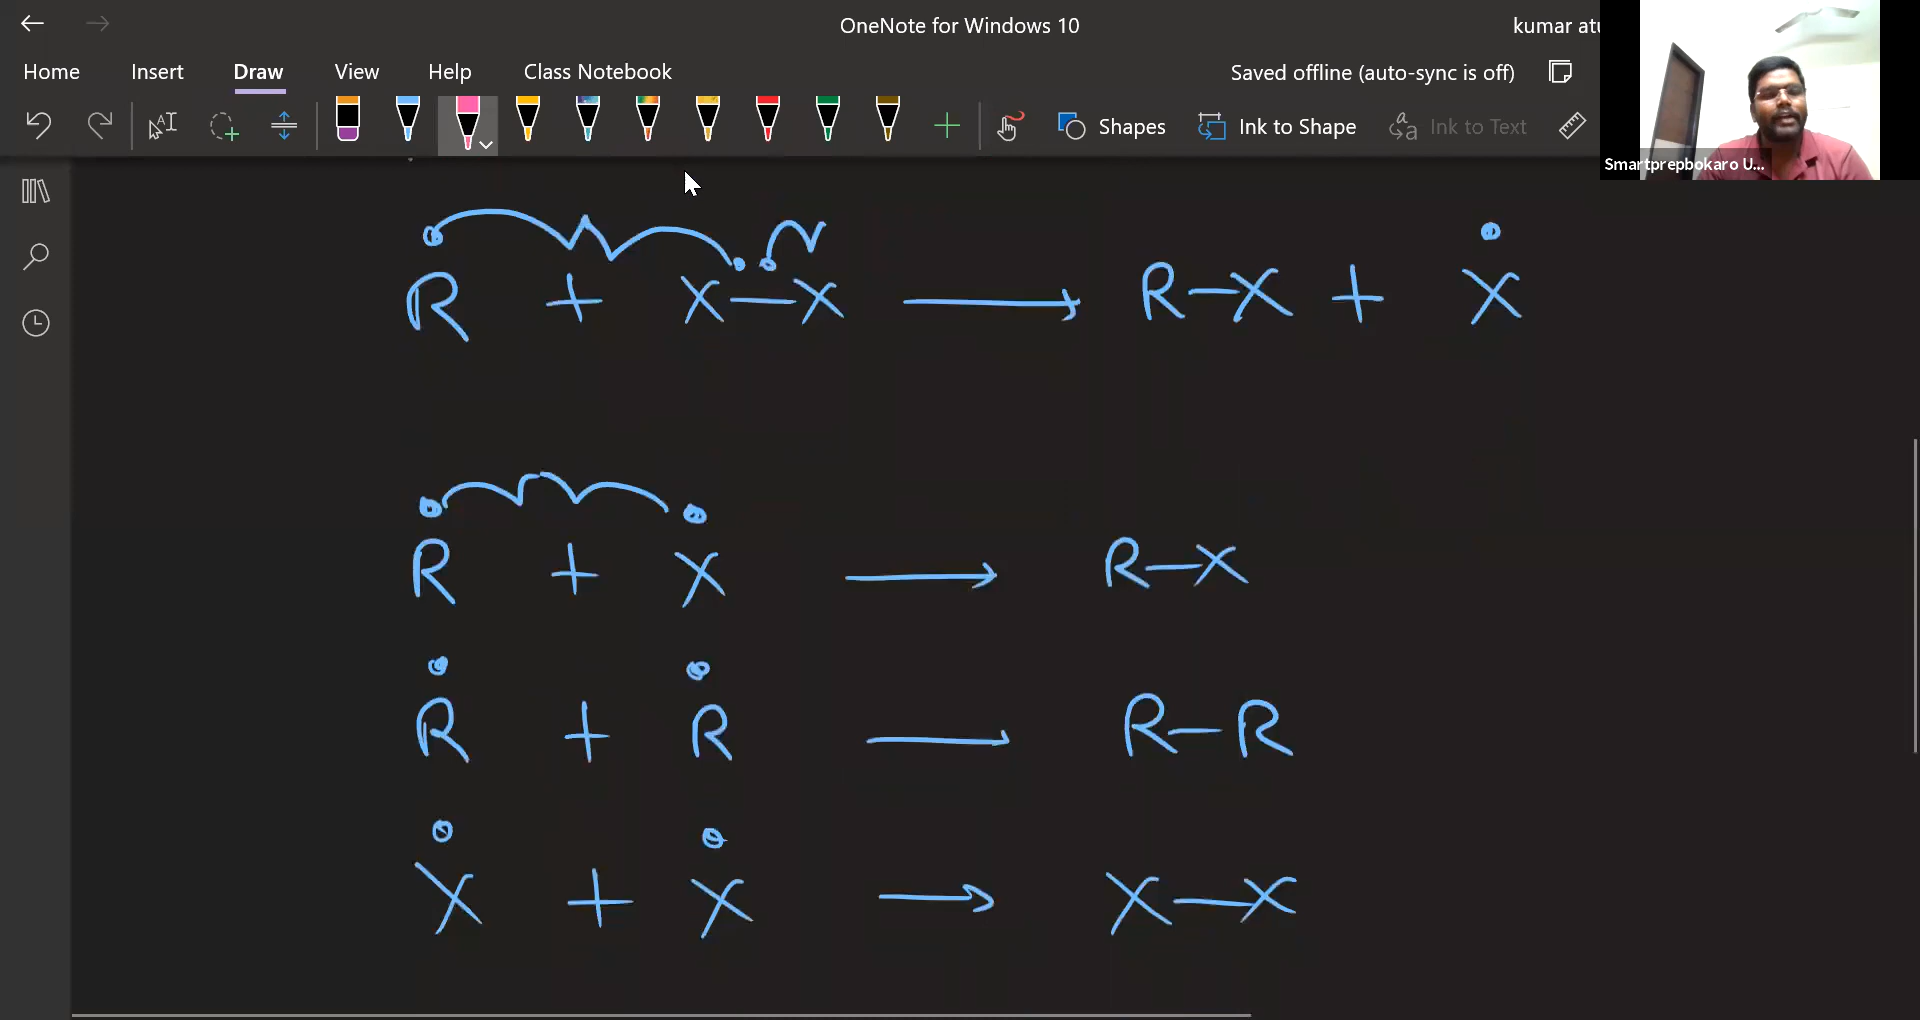 OneNote for Windows 10
kumar atu
Home Insert Draw View Help Class Notebook
Saved offline (auto-sync is off)
Shapes Ink to Shape Ink to Text
Smartprepbokaro U...
R + X—X → R—X + X
R + X → R—X
R + R → R—R
X + X → X—X